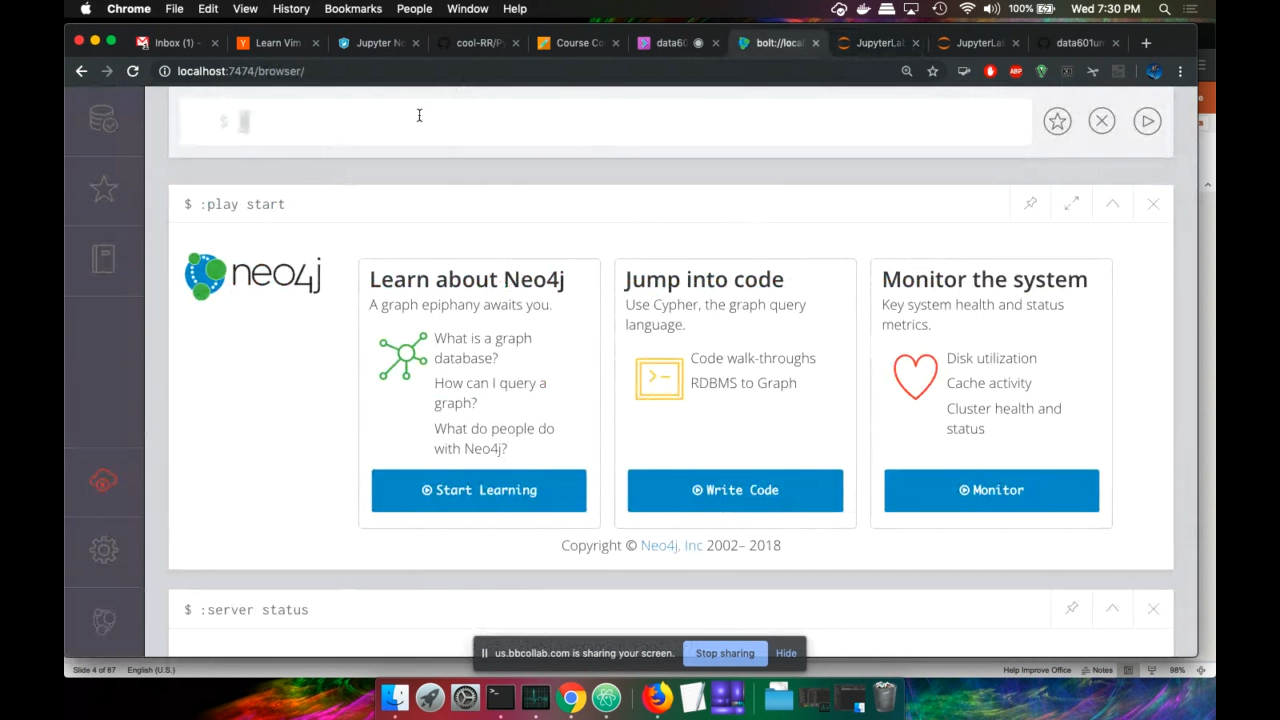 Chrome File Edit View History Bookmarks People Window Help 100% Wed 7:30 PM
Inbox (1) - Learn Vim Jupyter No cool-RR/Py Course Co data60 bolt://loca JupyterLab JupyterLab data601um
localhost:7474/browser/
$
$ :play start
neo4j
Learn about Neo4j
A graph epiphany awaits you.
What is a graph
database?
How can I query a
graph?
What do people do
with Neo4j?
Start Learning
Jump into code
Use Cypher, the graph query
language.
Code walk-throughs
RDBMS to Graph
Write Code
Monitor the system
Key system health and status
metrics.
Disk utilization
Cache activity
Cluster health and
status
Monitor
Copyright © Neo4j, Inc 2002– 2018
$ :server status
us.bbcollab.com is sharing your screen. Stop sharing Hide
Slide 4 of 87 English (U.S.) Help Improve Office Notes 98%